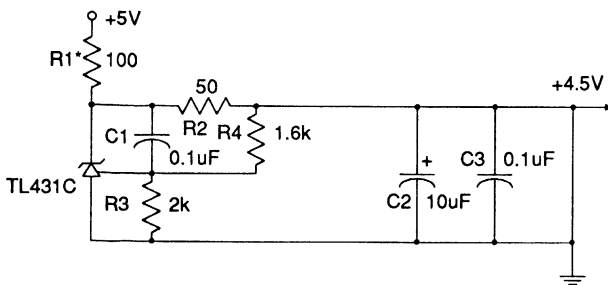 +5V
R1* 100
50
+4.5V
R2
C1
R4 1.6k
0.1uF
+
C3 0.1uF
TL431C
R3 2k
C2 10uF